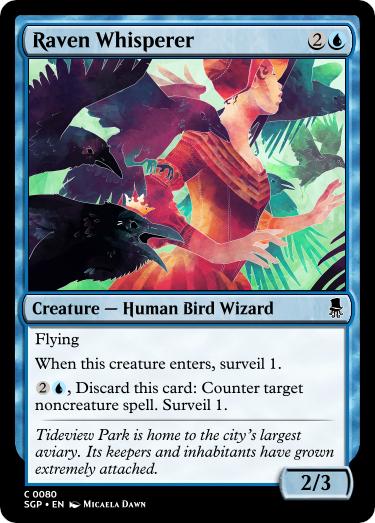 Raven Whisperer 2
Creature — Human Bird Wizard
Flying
When this creature enters, surveil 1.
2, Discard this card: Counter target
noncreature spell. Surveil 1.
Tideview Park is home to the city's largest
aviary. Its keepers and inhabitants have grown
extremely attached.
2/3
C 0080
SGP • EN Micaela Dawn